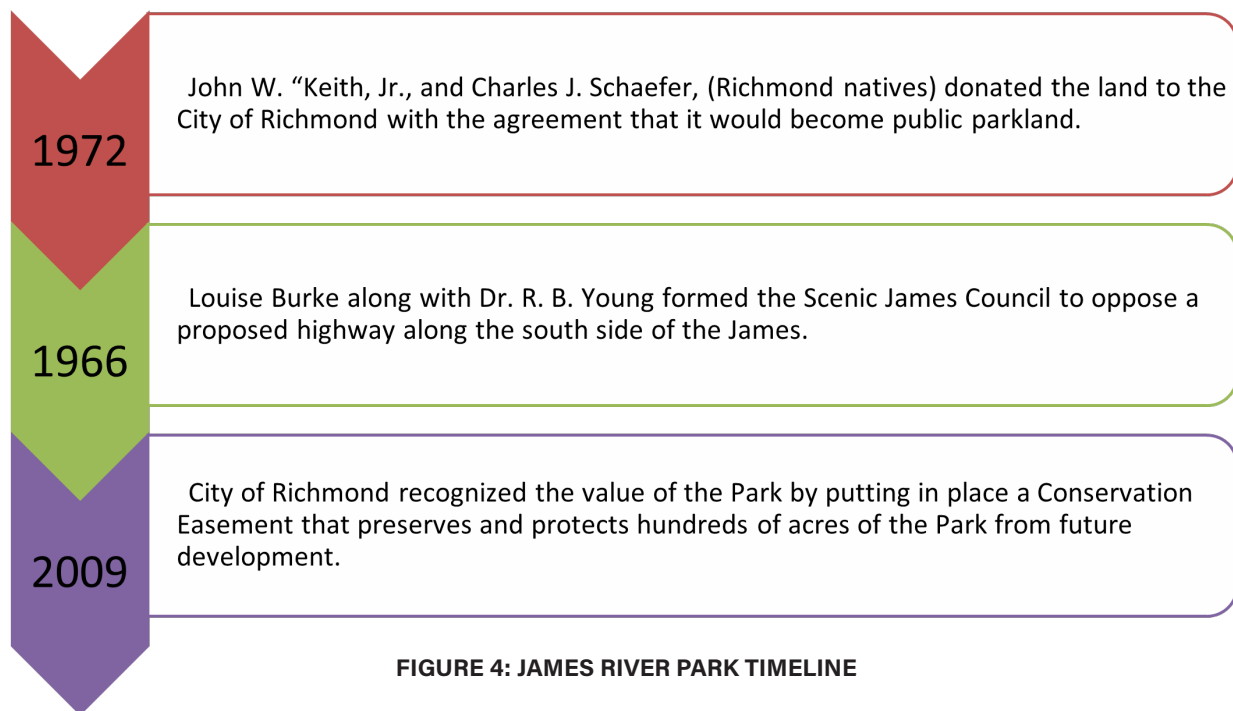 1972
John W. “Keith, Jr., and Charles J. Schaefer, (Richmond natives) donated the land to the
City of Richmond with the agreement that it would become public parkland.
1966
Louise Burke along with Dr. R. B. Young formed the Scenic James Council to oppose a
proposed highway along the south side of the James.
2009
City of Richmond recognized the value of the Park by putting in place a Conservation
Easement that preserves and protects hundreds of acres of the Park from future
development.
FIGURE 4: JAMES RIVER PARK TIMELINE